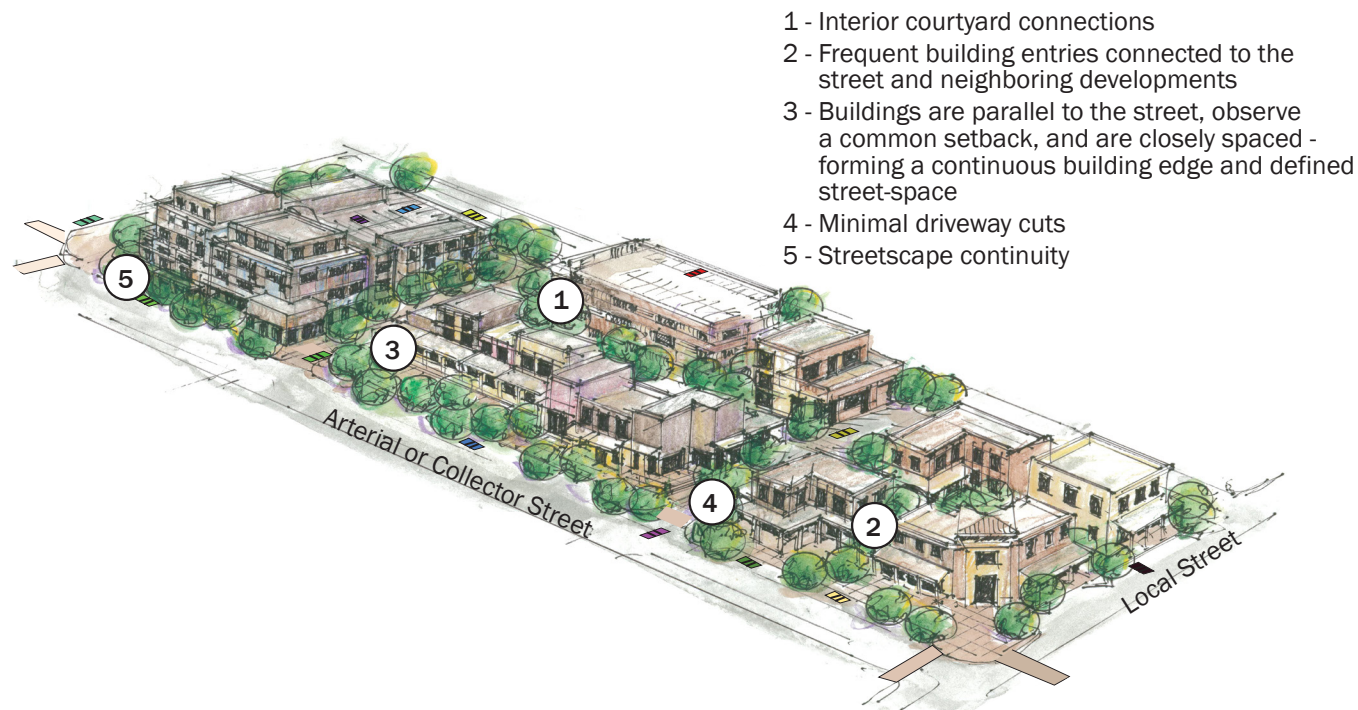 1 - Interior courtyard connections
2 - Frequent building entries connected to the
street and neighboring developments
3 - Buildings are parallel to the street, observe
a common setback, and are closely spaced -
forming a continuous building edge and defined
street-space
4 - Minimal driveway cuts
5 - Streetscape continuity
5
1
3
4
2
Arterial or Collector Street
Local Street